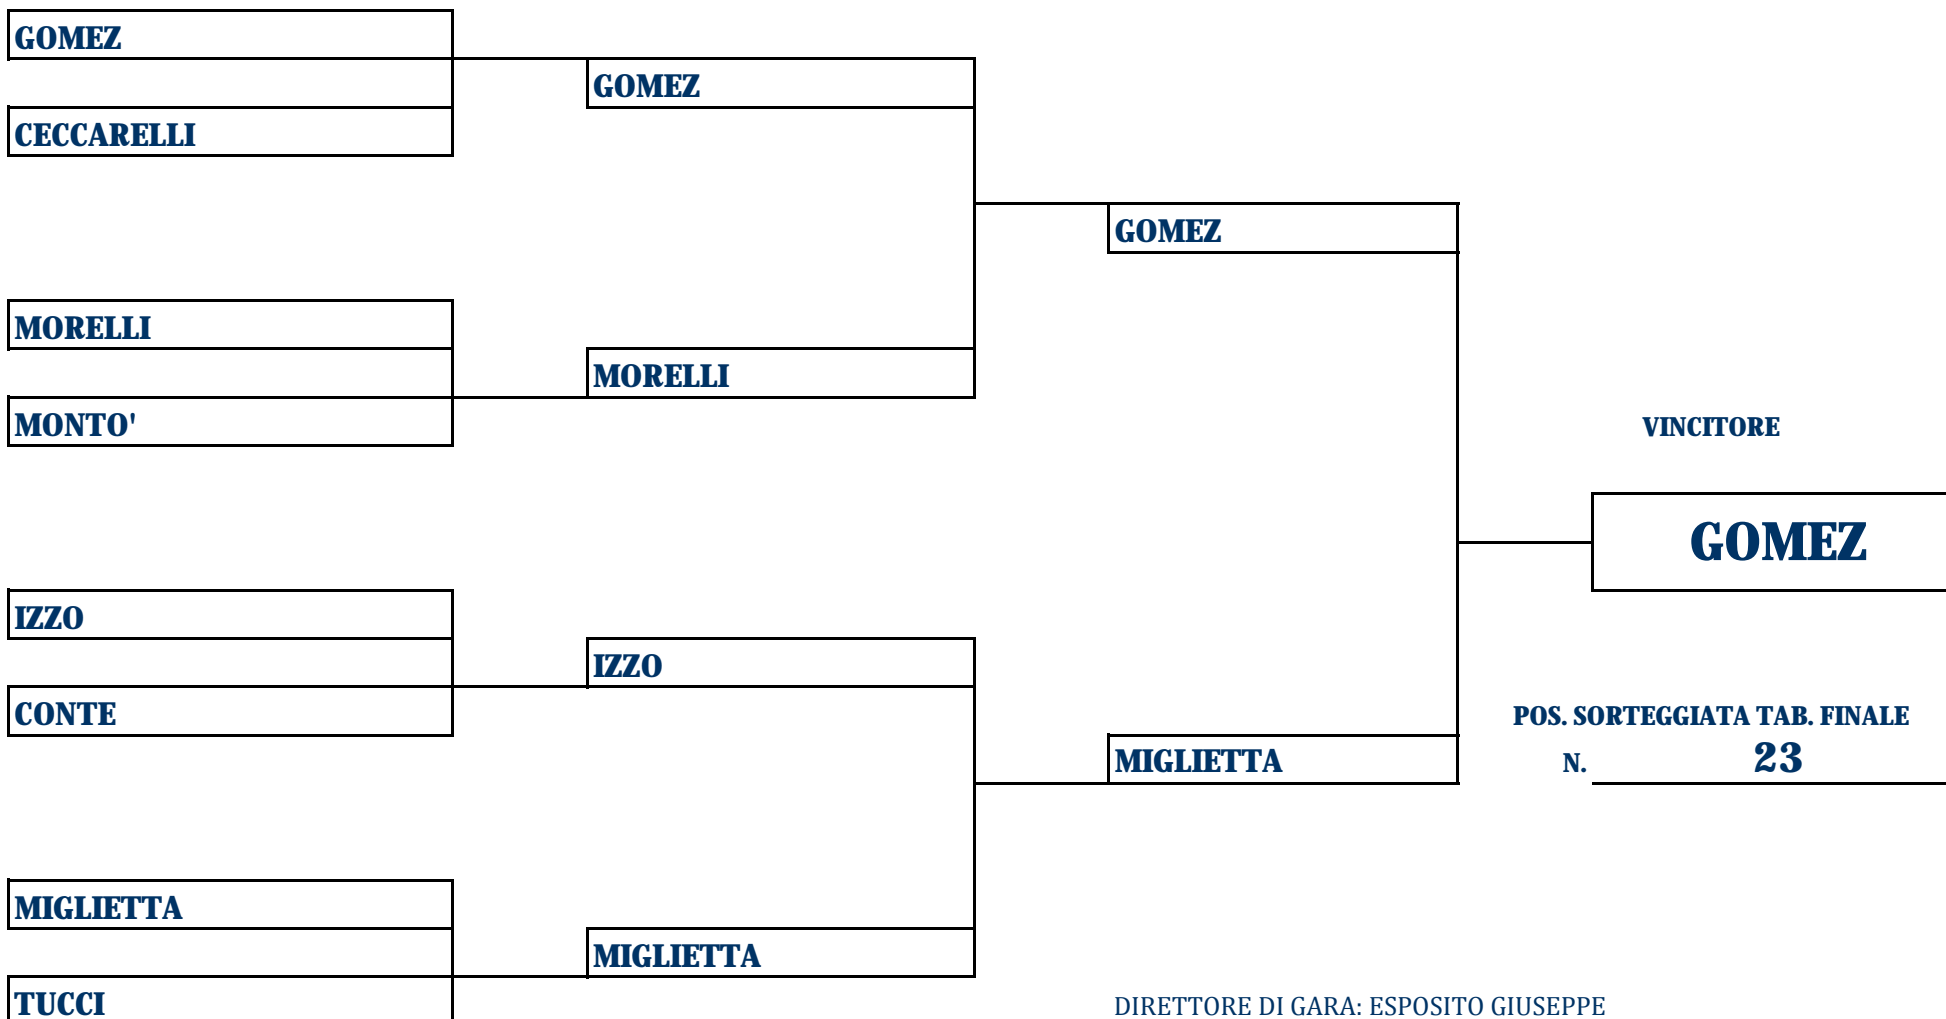 GOMEZ
GOMEZ
CECCARELLI
GOMEZ
MORELLI
MORELLI
MONTO'
VINCITORE
GOMEZ
IZZO
IZZO
CONTE
POS. SORTEGGIATA TAB. FINALE
MIGLIETTA
N. 23
MIGLIETTA
MIGLIETTA
TUCCI
DIRETTORE DI GARA: ESPOSITO GIUSEPPE